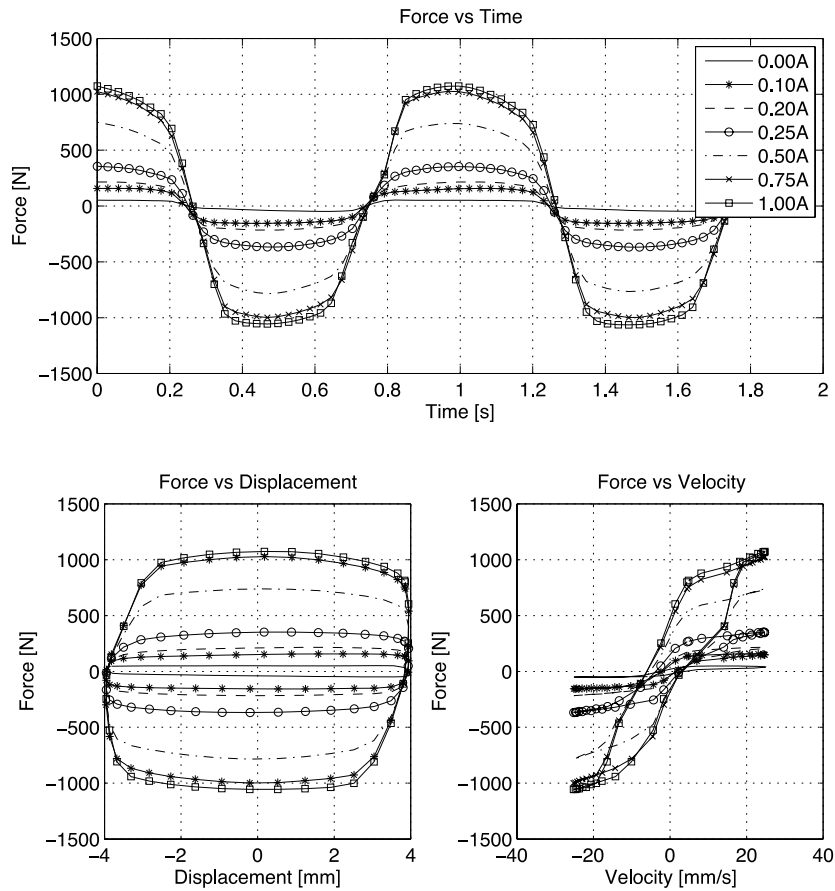 Force vs Time
1500
1000
500
0
−500
−1000
−1500
Force [N]
0 0.2 0.4 0.6 0.8 1 1.2 1.4 1.6 1.8 2
Time [s]
0.00A
0.10A
0.20A
0.25A
0.50A
0.75A
1.00A
Force vs Displacement
1500
1000
500
0
−500
−1000
−1500
Force [N]
−4 −2 0 2 4
Displacement [mm]
Force vs Velocity
1500
1000
500
0
−500
−1000
−1500
Force [N]
−40 −20 0 20 40
Velocity [mm/s]